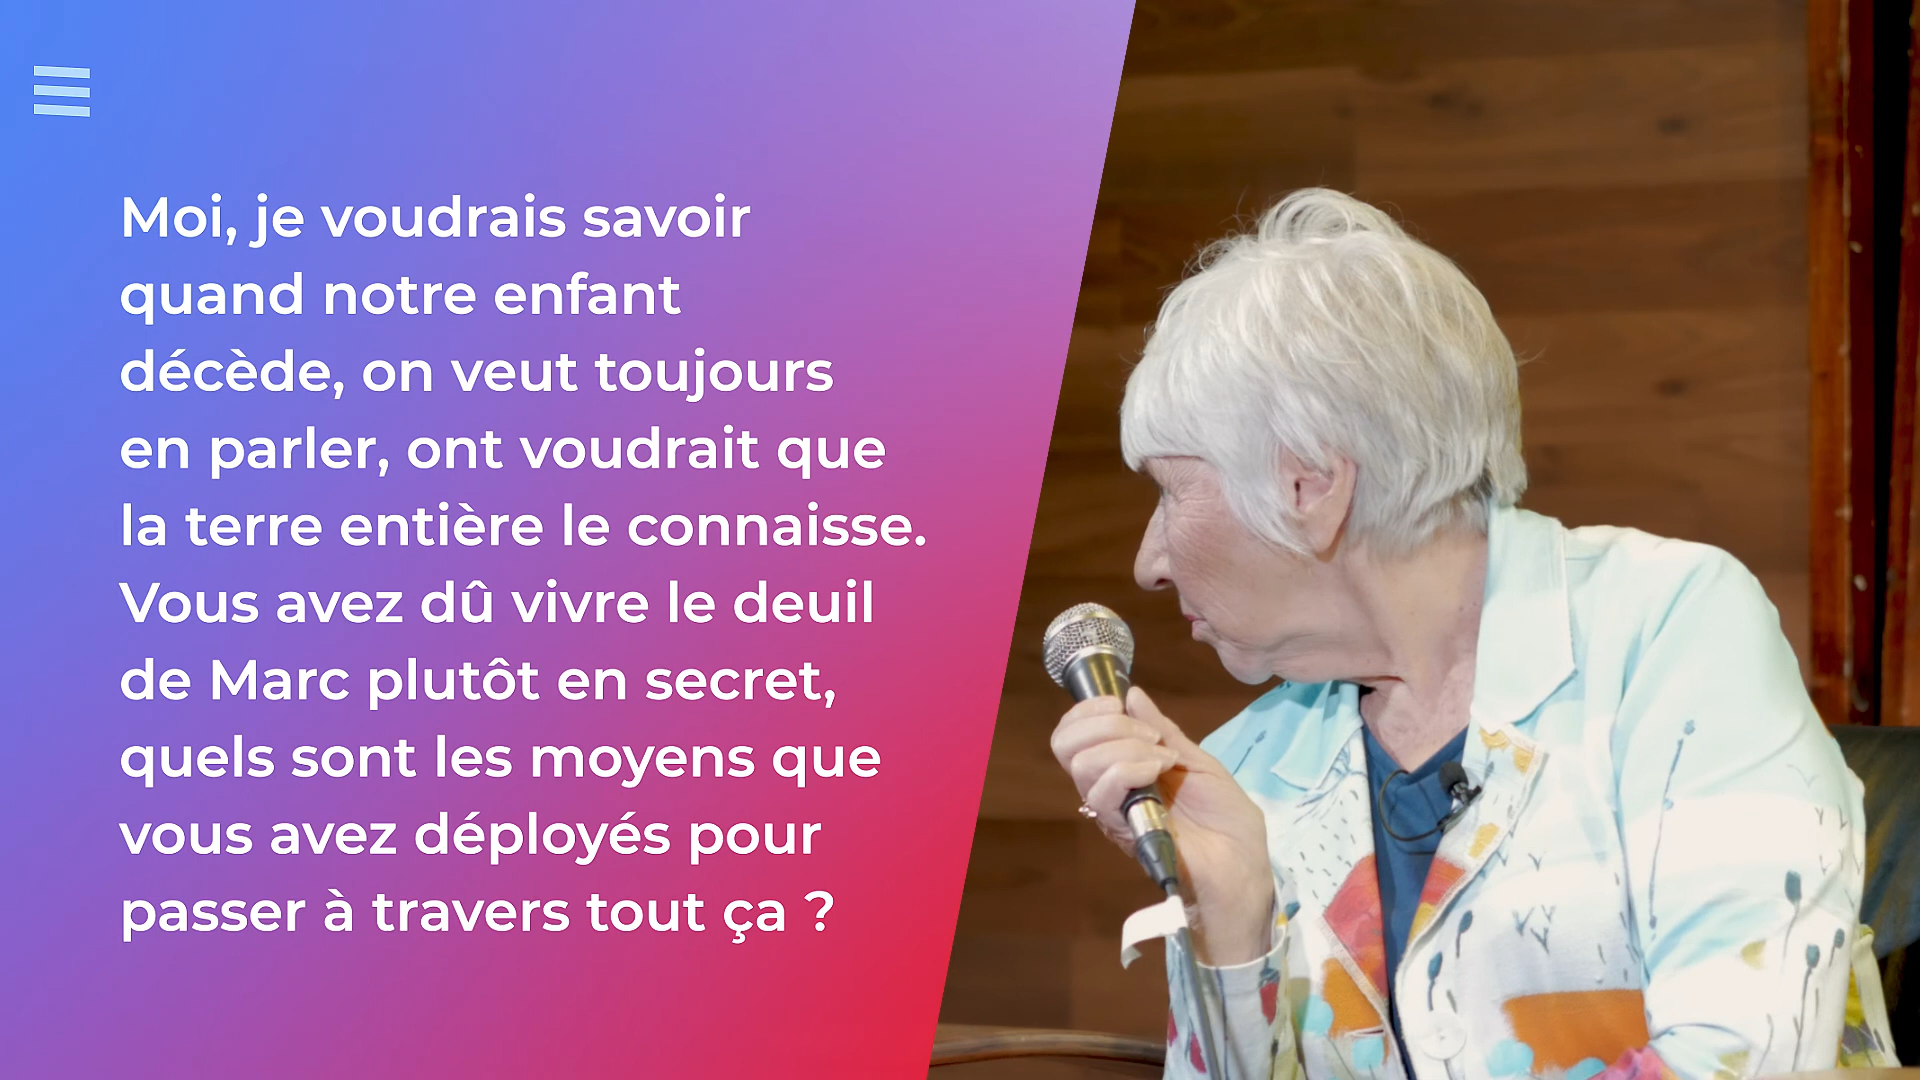 Moi, je voudrais savoir
quand notre enfant
décède, on veut toujours
en parler, ont voudrait que
la terre entière le connaisse.
Vous avez dû vivre le deuil
de Marc plutôt en secret,
quels sont les moyens que
vous avez déployés pour
passer à travers tout ça ?